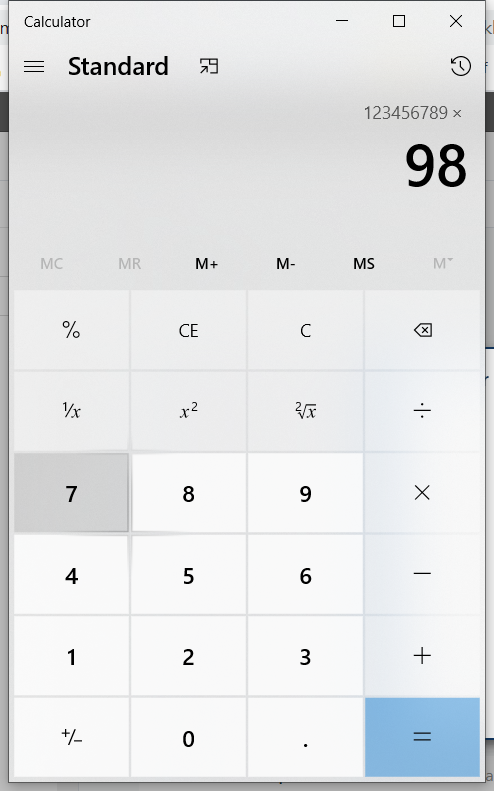 Calculator
Standard
123456789 ×
98
MC MR M+ M- MS M˅
% CE C
¹/x x² ²√x ÷
7 8 9 ×
4 5 6 −
1 2 3 +
+/− 0 . =